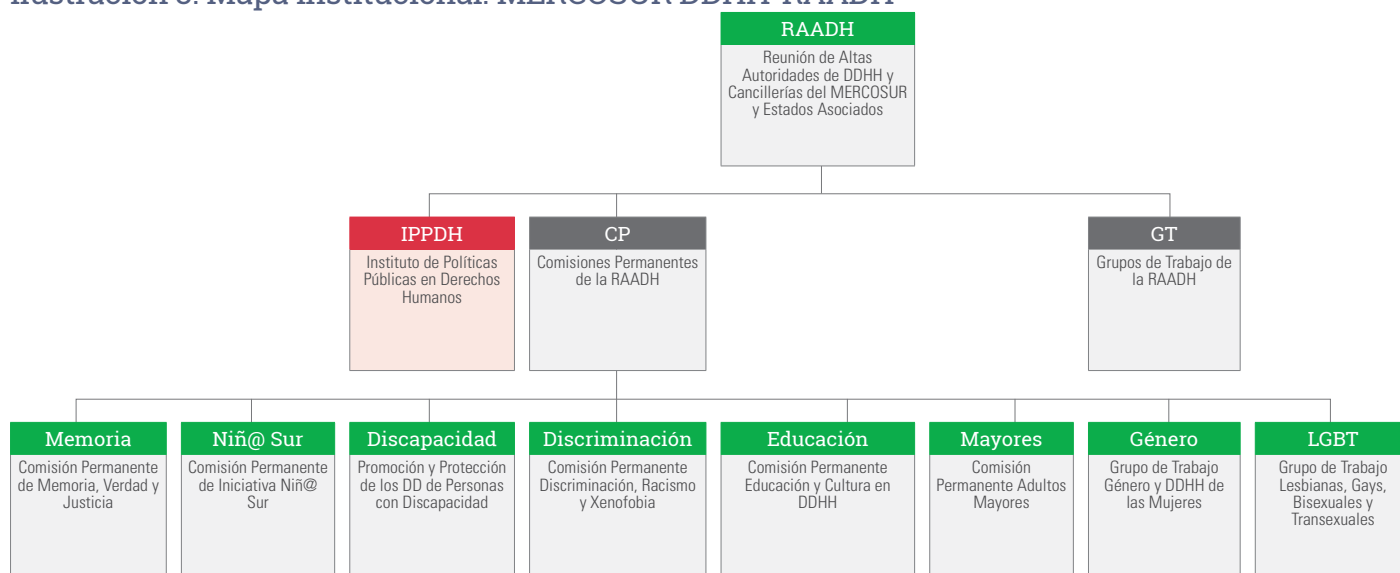 Ilustración 3. Mapa institucional. MERCOSUR DDHH-RAADH
RAADH
Reunión de Altas
Autoridades de DDHH y
Cancillerías del MERCOSUR
y Estados Asociados
IPPDH
Instituto de Políticas
Públicas en Derechos
Humanos
CP
Comisiones Permanentes
de la RAADH
GT
Grupos de Trabajo de
la RAADH
Memoria
Comisión Permanente
de Memoria, Verdad y
Justicia
Niñ@ Sur
Comisión Permanente
de Iniciativa Niñ@
Sur
Discapacidad
Promoción y Protección
de los DD de Personas
con Discapacidad
Discriminación
Comisión Permanente
Discriminación, Racismo
y Xenofobia
Educación
Comisión Permanente
Educación y Cultura en
DDHH
Mayores
Comisión
Permanente Adultos
Mayores
Género
Grupo de Trabajo
Género y DDHH de
las Mujeres
LGBT
Grupo de Trabajo
Lesbianas, Gays,
Bisexuales y
Transexuales